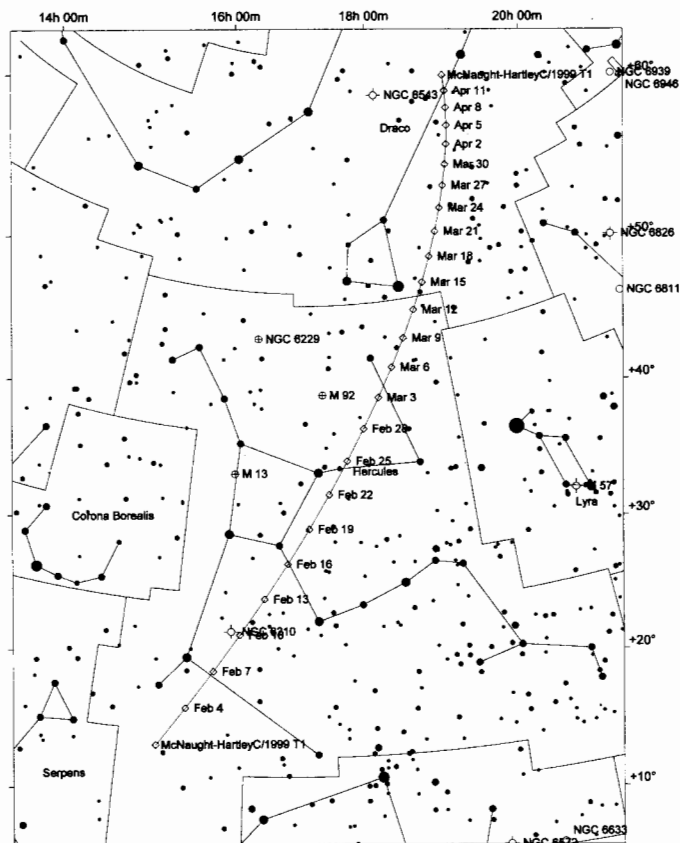 14h 00m 16h 00m 18h 00m 20h 00m
+60°
McNaught-HartleyC/1999 T1
NGC 6939
NGC 6946
Apr 11
NGC 6543
Apr 8
Draco
Apr 5
Apr 2
Mar 30
Mar 27
Mar 24
+50°
Mar 21
NGC 6826
Mar 18
Mar 15
NGC 6811
Mar 12
NGC 6229
Mar 9
Mar 6
+40°
M 92
Mar 3
Feb 28
Feb 25
Hercules
M 13
57
Feb 22
Lyra
+30°
Corona Borealis
Feb 19
Feb 16
Feb 13
NGC 6210
Feb 10
+20°
Feb 7
Feb 4
McNaught-HartleyC/1999 T1
Serpens
+10°
NGC 6633
NGC 6572